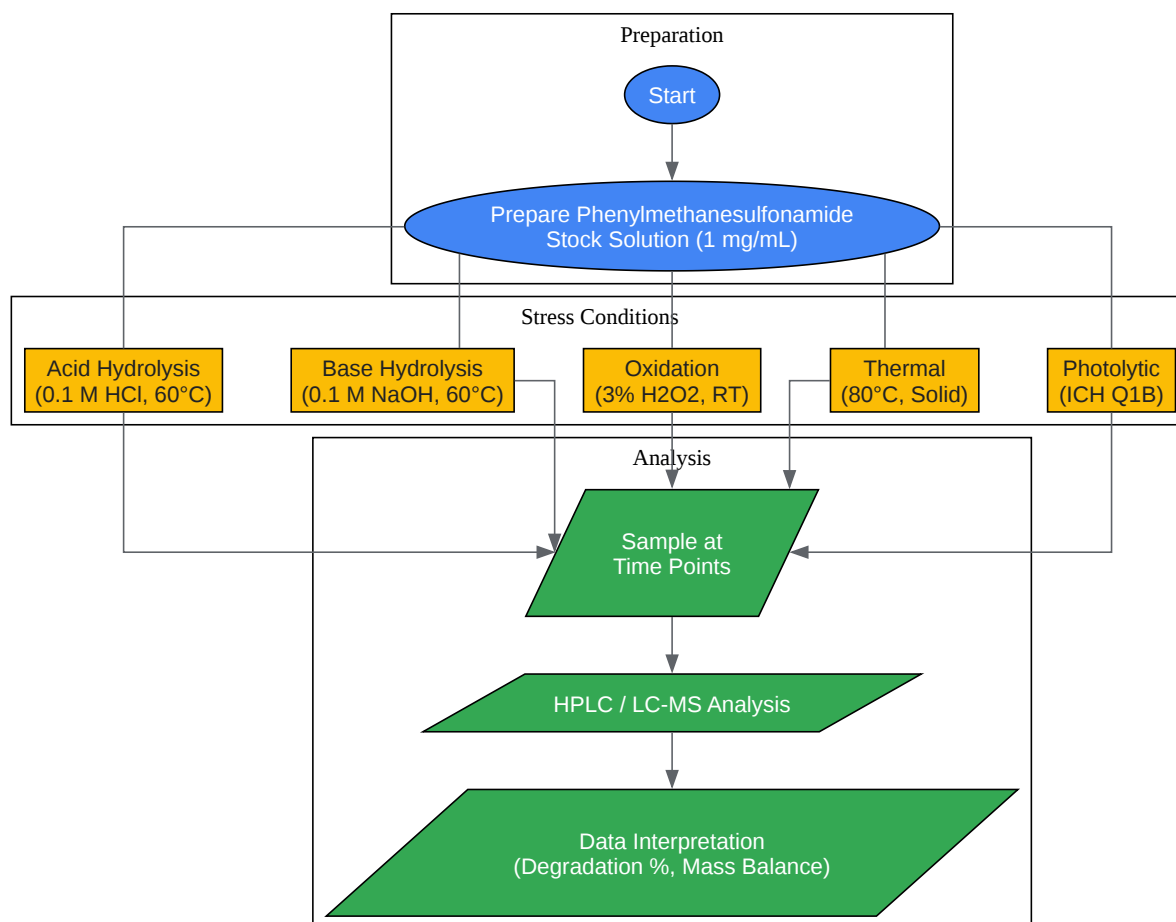 Preparation
Start
Prepare Phenylmethanesulfonamide
Stock Solution (1 mg/mL)
Stress Conditions
Acid Hydrolysis
(0.1 M HCl, 60°C)
Base Hydrolysis
(0.1 M NaOH, 60°C)
Oxidation
(3% H2O2, RT)
Thermal
(80°C, Solid)
Photolytic
(ICH Q1B)
Analysis
Sample at
Time Points
HPLC / LC-MS Analysis
Data Interpretation
(Degradation %, Mass Balance)